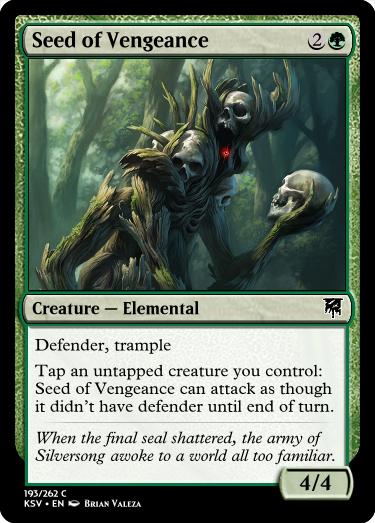 Seed of Vengeance 2
Creature — Elemental
Defender, trample
Tap an untapped creature you control:
Seed of Vengeance can attack as though
it didn't have defender until end of turn.
When the final seal shattered, the army of
Silversong awoke to a world all too familiar.
4/4
193/262 C
KSV • EN Brian Valeza